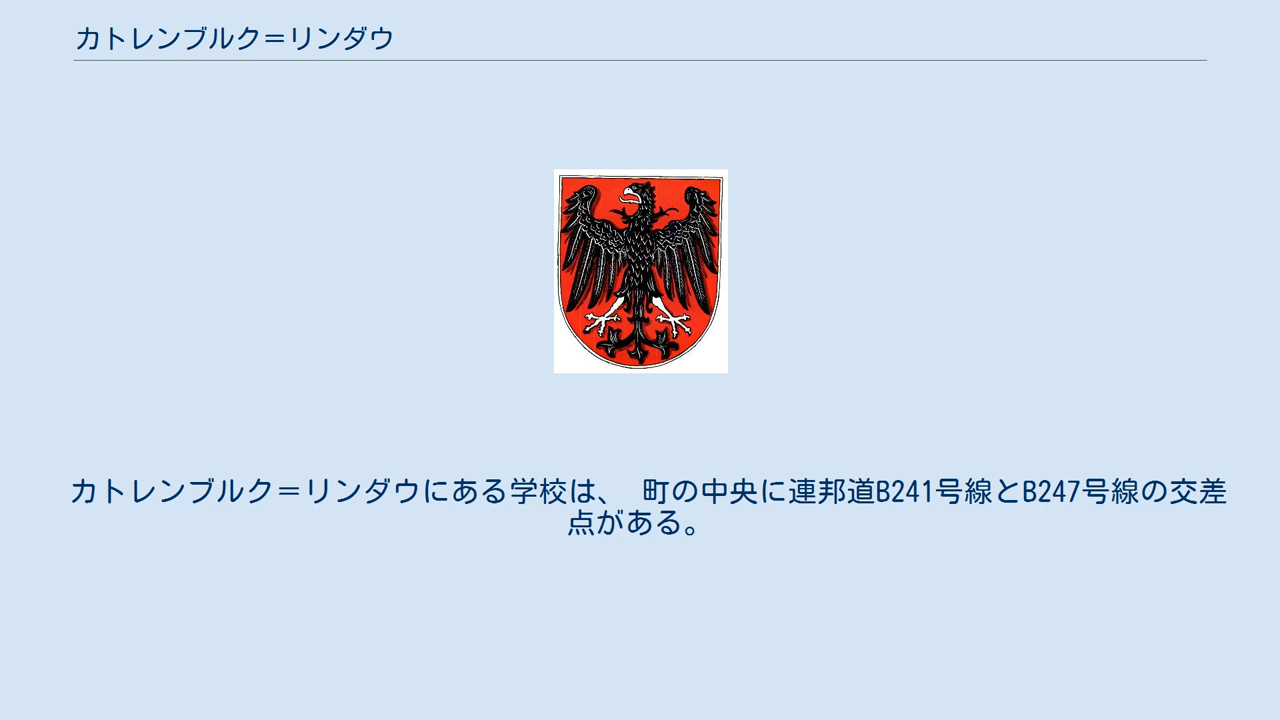 カトレンブルク＝リンダウ
カトレンブルク＝リンダウにある学校は、 町の中央に連邦道B241号線とB247号線の交差
点がある。